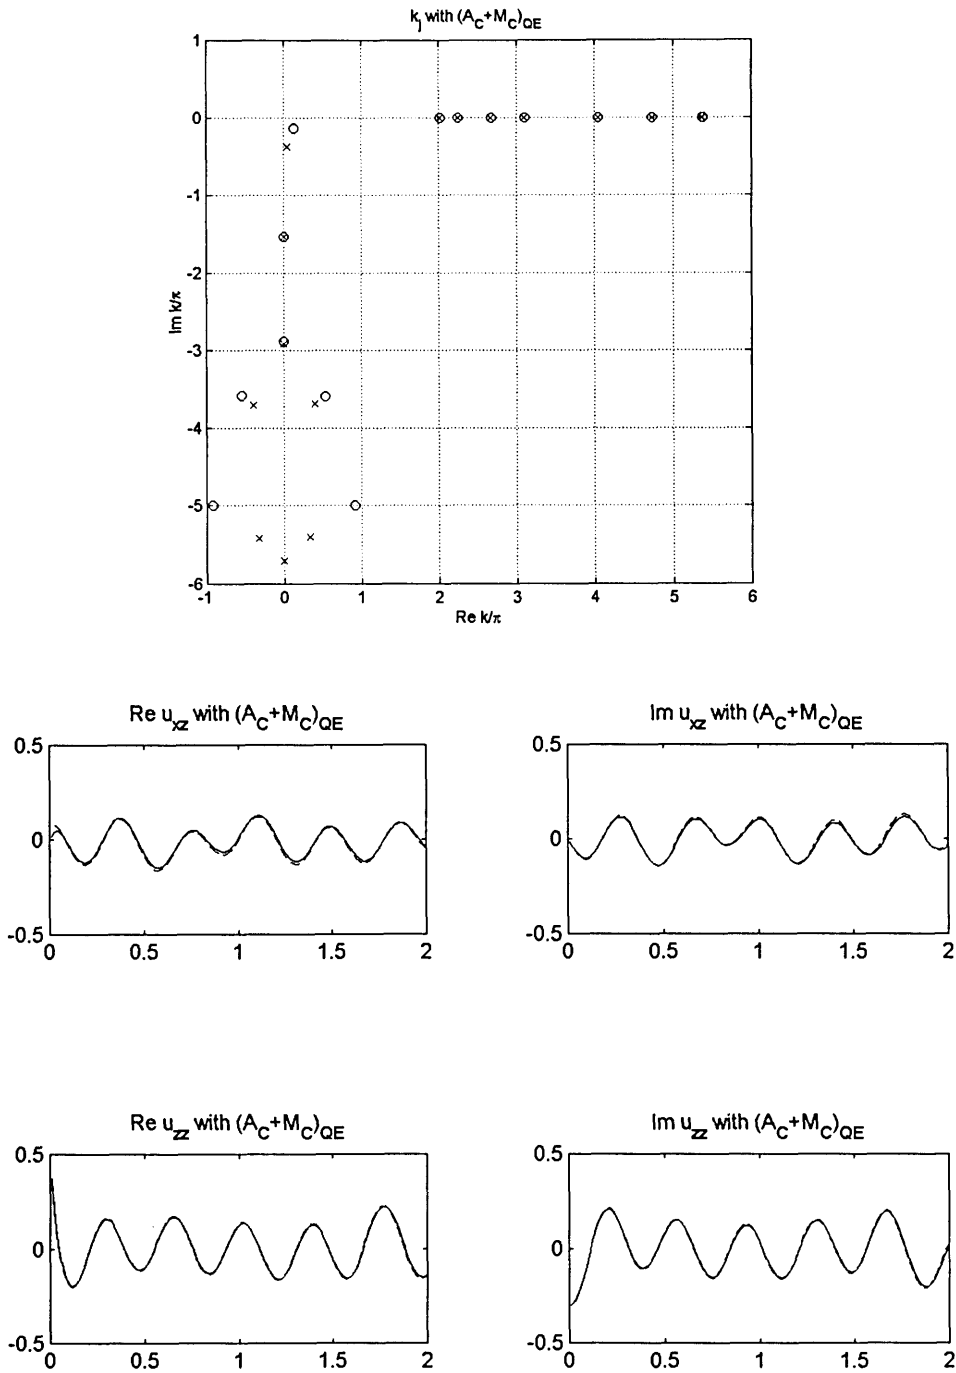 k_j with (A_C+M_C)_QE
1
0
-1
-2
-3
-4
-5
-6
Im k/π
-1 0 1 2 3 4 5 6
Re k/π
Re u_xz with (A_C+M_C)_QE
0.5
0
-0.5
0 0.5 1 1.5 2
Im u_xz with (A_C+M_C)_QE
0.5
0
-0.5
0 0.5 1 1.5 2
Re u_zz with (A_C+M_C)_QE
0.5
0
-0.5
0 0.5 1 1.5 2
Im u_zz with (A_C+M_C)_QE
0.5
0
-0.5
0 0.5 1 1.5 2